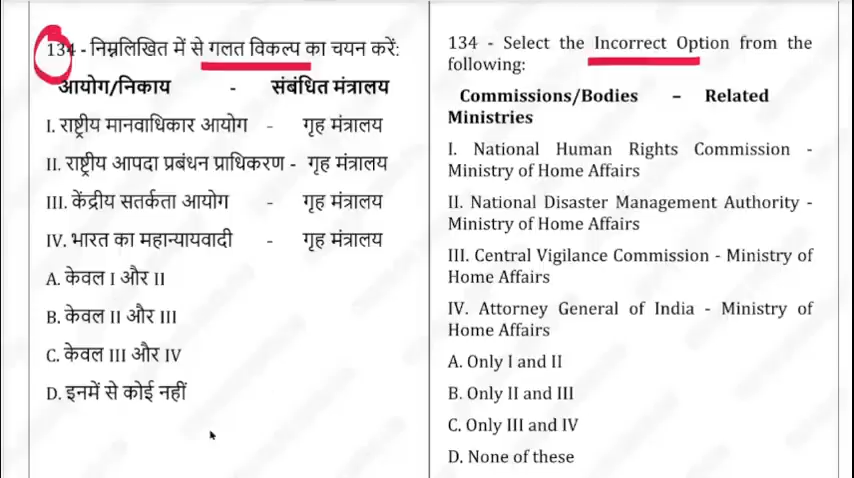 134 - निम्नलिखित में से गलत विकल्प का चयन करें:
आयोग/निकाय - संबंधित मंत्रालय
I. राष्ट्रीय मानवाधिकार आयोग - गृह मंत्रालय
II. राष्ट्रीय आपदा प्रबंधन प्राधिकरण - गृह मंत्रालय
III. केंद्रीय सतर्कता आयोग - गृह मंत्रालय
IV. भारत का महान्यायवादी - गृह मंत्रालय
A. केवल I और II
B. केवल II और III
C. केवल III और IV
D. इनमें से कोई नहीं
134 - Select the Incorrect Option from the
following:
Commissions/Bodies – Related
Ministries
I. National Human Rights Commission -
Ministry of Home Affairs
II. National Disaster Management Authority -
Ministry of Home Affairs
III. Central Vigilance Commission - Ministry of
Home Affairs
IV. Attorney General of India - Ministry of
Home Affairs
A. Only I and II
B. Only II and III
C. Only III and IV
D. None of these